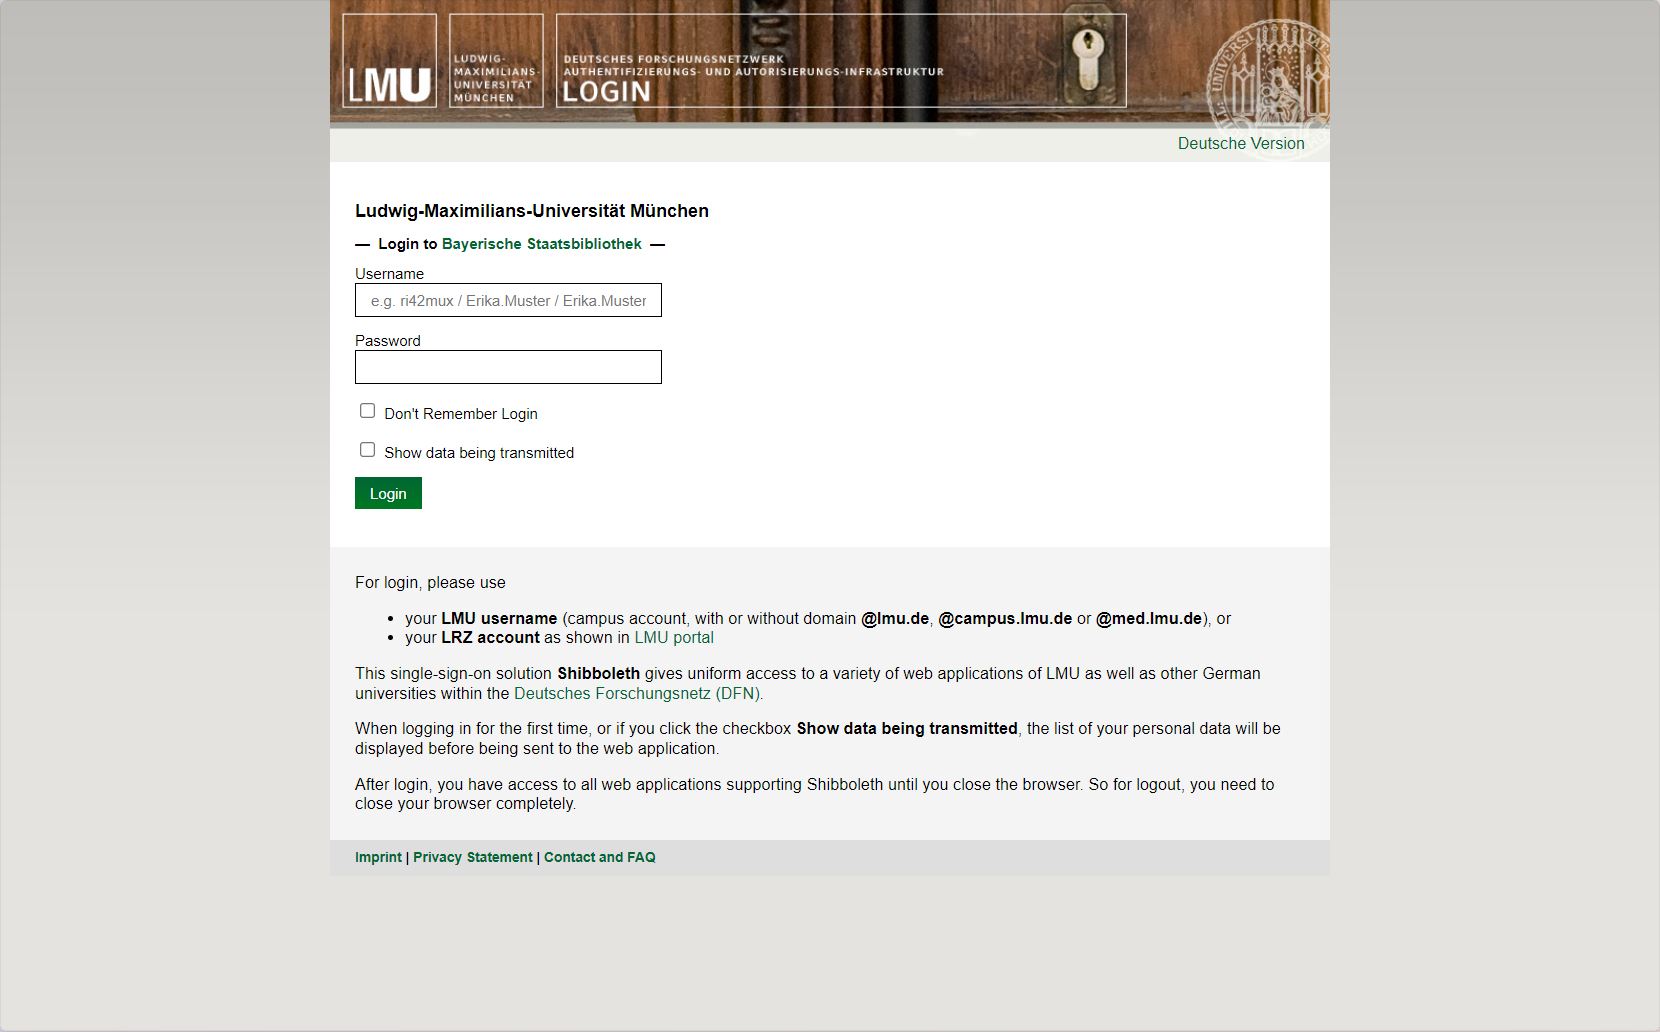 LMU
LUDWIG-
MAXIMILIANS-
UNIVERSITÄT
MÜNCHEN
DEUTSCHES FORSCHUNGSNETZWERK
AUTHENTIFIZIERUNGS- UND AUTORISIERUNGS-INFRASTRUKTUR
LOGIN
Deutsche Version
Ludwig-Maximilians-Universität München
— Login to Bayerische Staatsbibliothek —
Username
e.g. ri42mux / Erika.Muster / Erika.Muster
Password
Don't Remember Login
Show data being transmitted
Login
For login, please use
• your LMU username (campus account, with or without domain @lmu.de, @campus.lmu.de or @med.lmu.de), or
• your LRZ account as shown in LMU portal
This single-sign-on solution Shibboleth gives uniform access to a variety of web applications of LMU as well as other German
universities within the Deutsches Forschungsnetz (DFN).
When logging in for the first time, or if you click the checkbox Show data being transmitted, the list of your personal data will be
displayed before being sent to the web application.
After login, you have access to all web applications supporting Shibboleth until you close the browser. So for logout, you need to
close your browser completely.
Imprint | Privacy Statement | Contact and FAQ